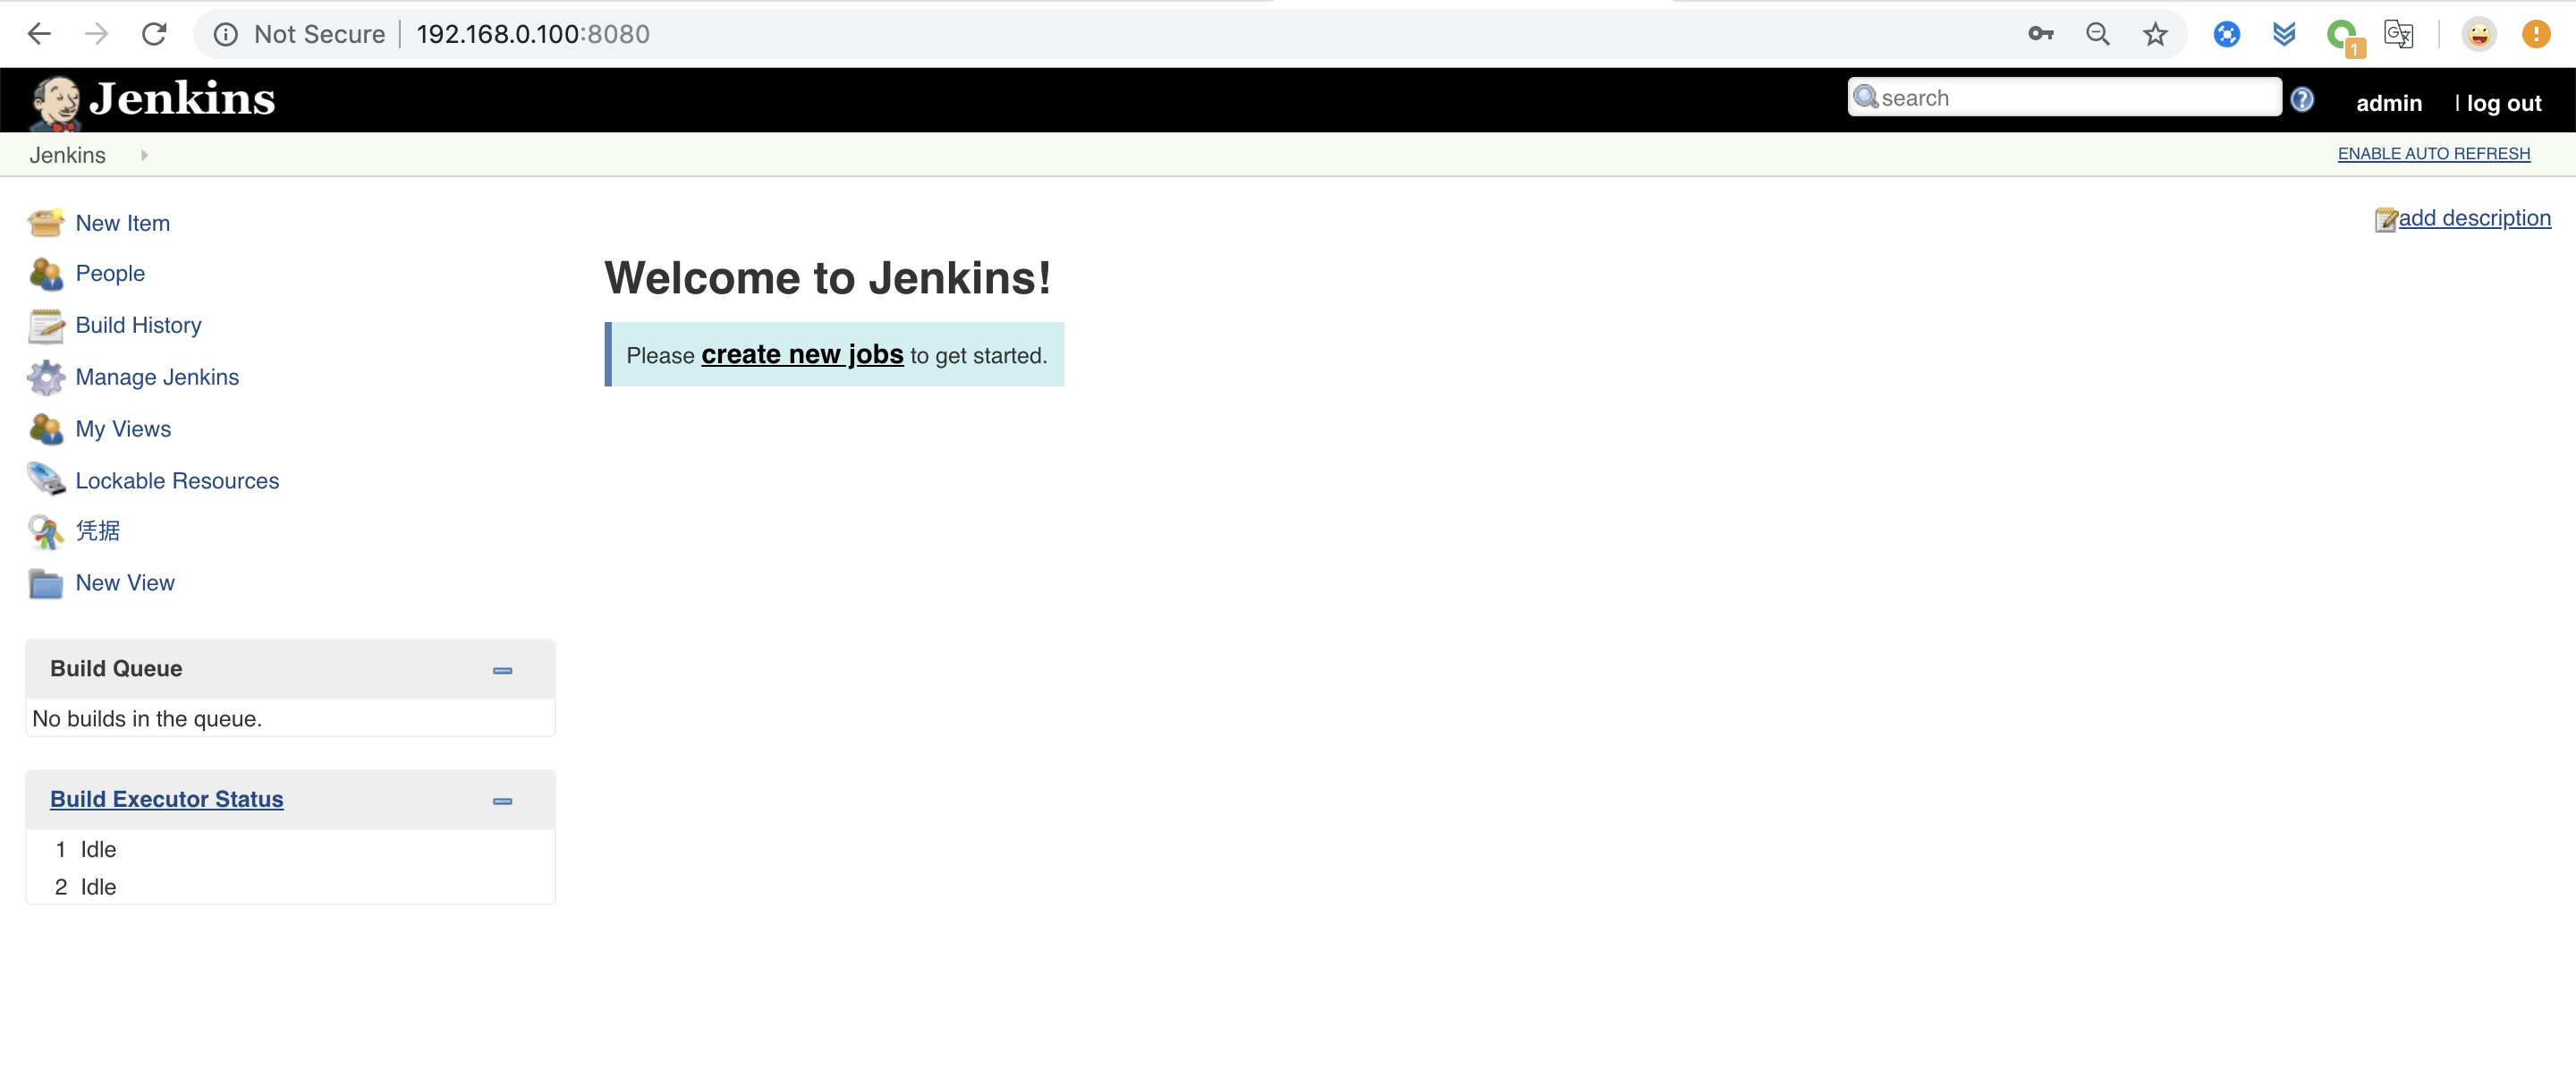 Not Secure | 192.168.0.100:8080
1
Jenkins
search
admin
| log out
Jenkins
ENABLE AUTO REFRESH
New Item
add description
People
Build History
Manage Jenkins
My Views
Lockable Resources
凭据
New View
Welcome to Jenkins!
Please create new jobs to get started.
Build Queue
No builds in the queue.
Build Executor Status
1 Idle
2 Idle